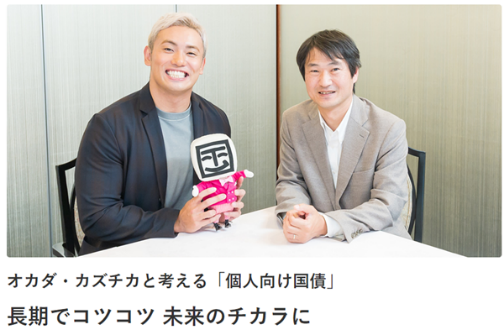 国
オカダ・カズチカと考える「個人向け国債」
長期でコツコツ 未来のチカラに